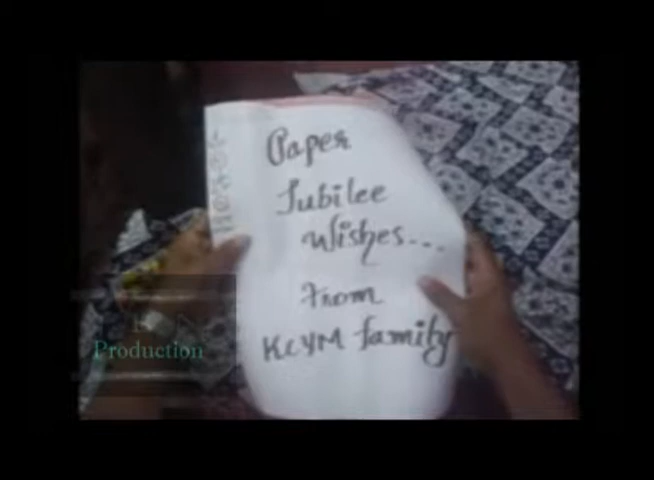 Paper
Jubilee
Wishes...
From
KCYM family
Production